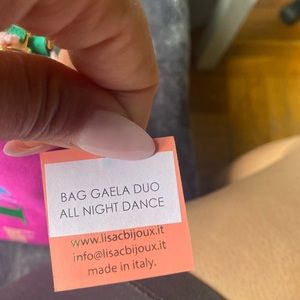 BAG GAELA DUO
ALL NIGHT DANCE
www.lisacbijoux.it
info@lisacbijoux.it
made in italy.